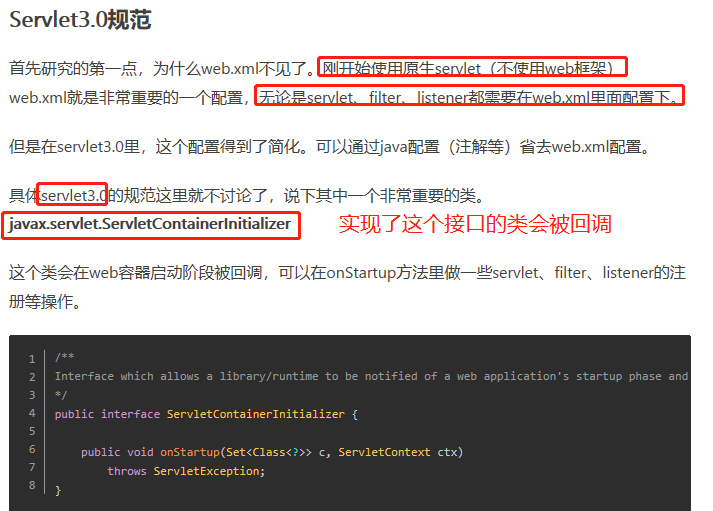 Servlet3.0规范
首先研究的第一点，为什么web.xml不见了。刚开始使用原生servlet（不使用web框架）
web.xml就是非常重要的一个配置，无论是servlet、filter、listener都需要在web.xml里面配置下。
但是在servlet3.0里，这个配置得到了简化。可以通过java配置（注解等）省去web.xml配置。
具体servlet3.0的规范这里就不讨论了，说下其中一个非常重要的类。
javax.servlet.ServletContainerInitializer 实现了这个接口的类会被回调
这个类会在web容器启动阶段被回调，可以在onStartup方法里做一些servlet、filter、listener的注
册等操作。
1 /**
2 Interface which allows a library/runtime to be notified of a web application's startup phase and
3 */
4 public interface ServletContainerInitializer {
5
6 public void onStartup(Set<Class<?>> c, ServletContext ctx)
7 throws ServletException;
8 }